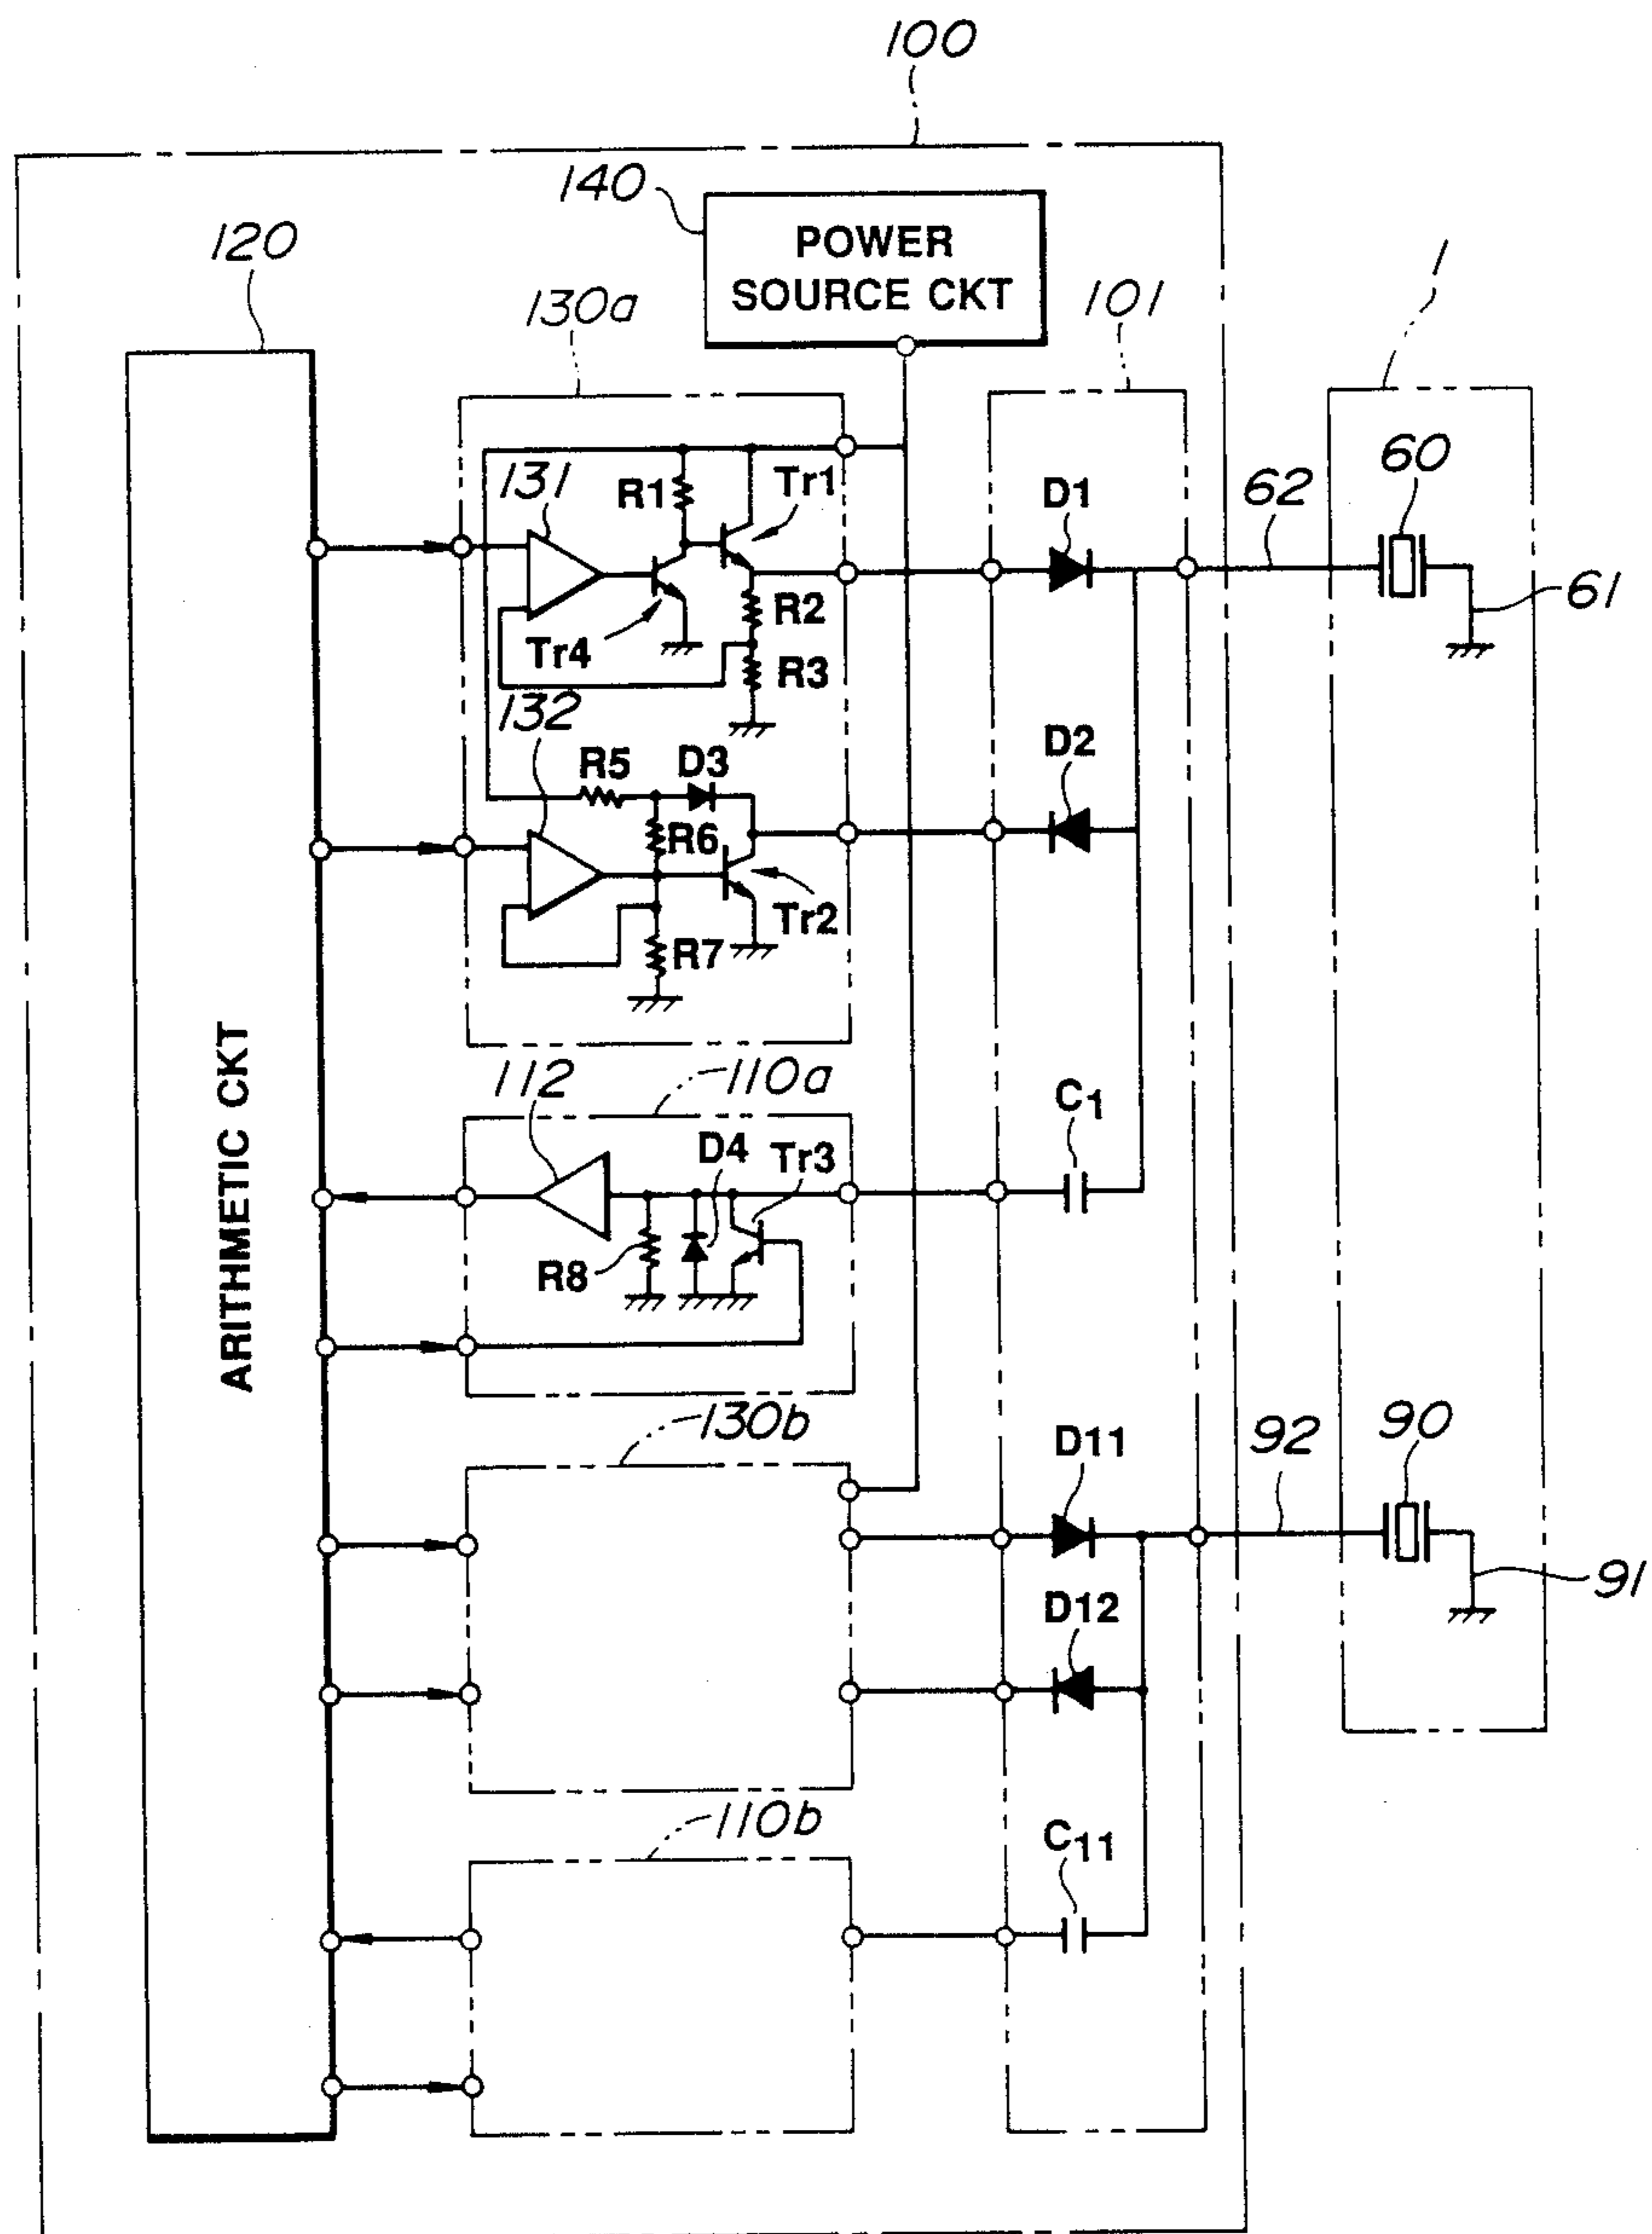 100
140
POWER
SOURCE CKT
120
130a
101
1
131
R1
Tr1
D1
62
60
Tr4
R2
R3
61
132
R5
D3
D2
R6
Tr2
R7
ARITHMETIC CKT
112
110a
D4
Tr3
C1
R8
130b
D11
92
90
D12
91
110b
C11